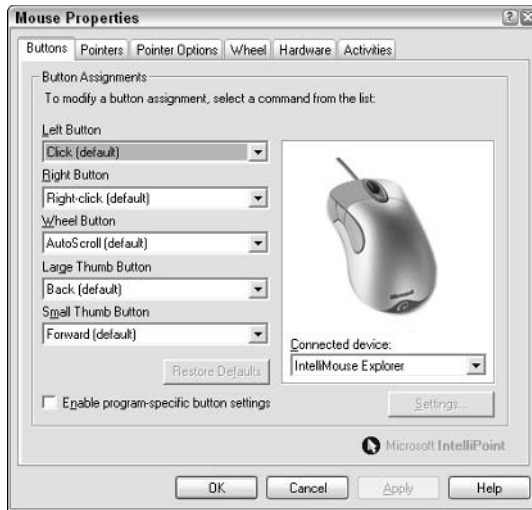 Mouse Properties
Buttons Pointers Pointer Options Wheel Hardware Activities
Button Assignments
To modify a button assignment, select a command from the list:
Left Button
Click (default)
Right Button
Right-click (default)
Wheel Button
AutoScroll (default)
Large Thumb Button
Back (default)
Small Thumb Button
Forward (default)
Restore Defaults
Microsoft
Connected device:
IntelliMouse Explorer
Enable program-specific button settings
Settings...
Microsoft IntelliPoint
OK Cancel Apply Help